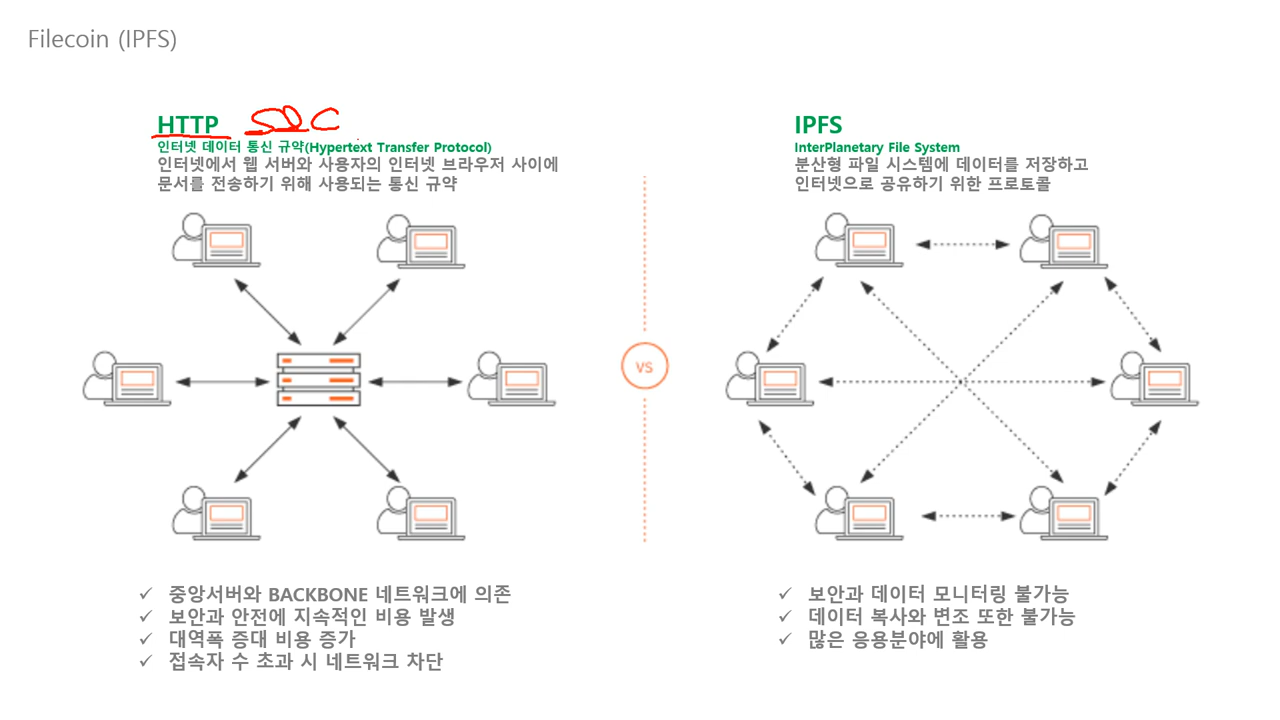 Filecoin (IPFS)
HTTP
인터넷 데이터 통신 규약(Hypertext Transfer Protocol)
인터넷에서 웹 서버와 사용자의 인터넷 브라우저 사이에
문서를 전송하기 위해 사용되는 통신 규약
✓ 중앙서버와 BACKBONE 네트워크에 의존
✓ 보안과 안전에 지속적인 비용 발생
✓ 대역폭 증대 비용 증가
✓ 접속자 수 초과 시 네트워크 차단
VS
IPFS
InterPlanetary File System
분산형 파일 시스템에 데이터를 저장하고
인터넷으로 공유하기 위한 프로토콜
✓ 보안과 데이터 모니터링 불가능
✓ 데이터 복사와 변조 또한 불가능
✓ 많은 응용분야에 활용